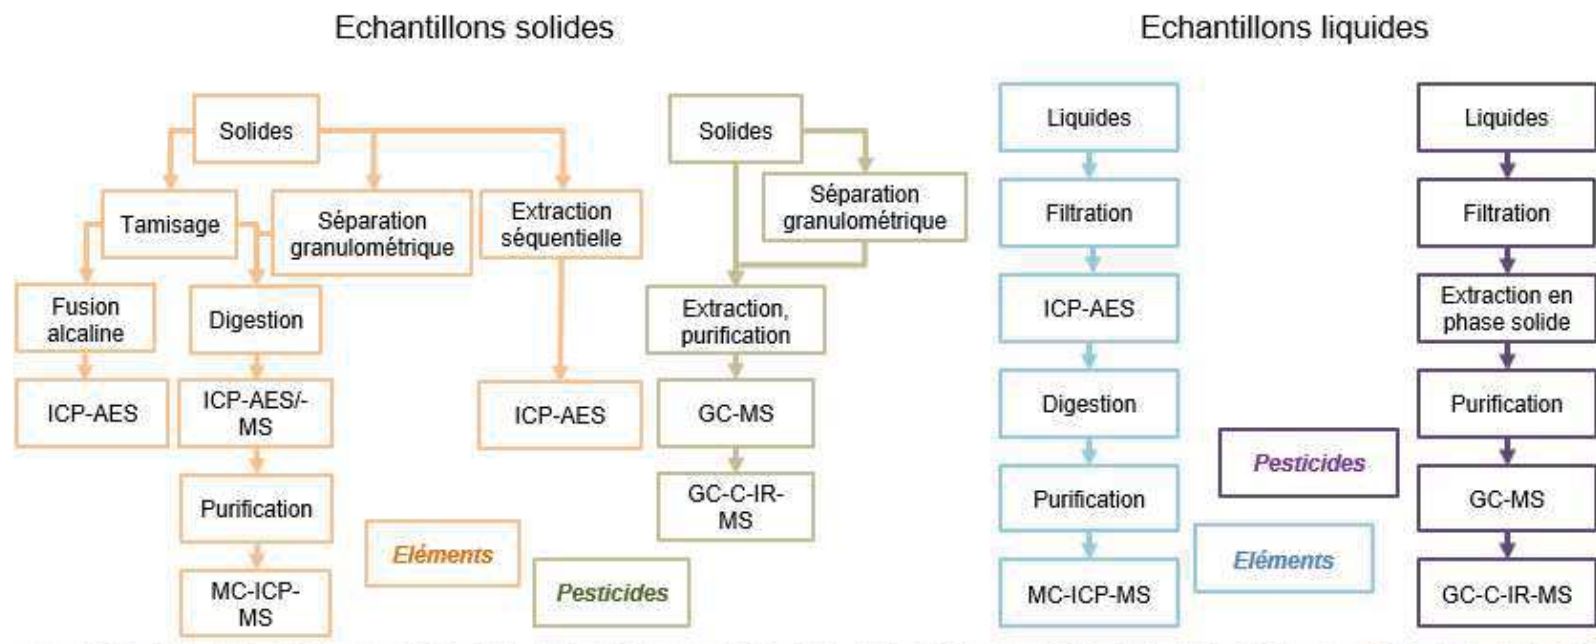 Echantillons solides
Echantillons liquides
Solides
Tamisage
Séparation
granulométrique
Extraction
séquentielle
Fusion
alcaline
Digestion
ICP-AES
ICP-AES/-
MS
ICP-AES
Purification
MC-ICP-
MS
Eléments
Solides
Séparation
granulométrique
Extraction,
purification
GC-MS
GC-C-IR-
MS
Pesticides
Liquides
Filtration
ICP-AES
Digestion
Purification
MC-ICP-MS
Eléments
Liquides
Filtration
Extraction en
phase solide
Purification
GC-MS
GC-C-IR-MS
Pesticides